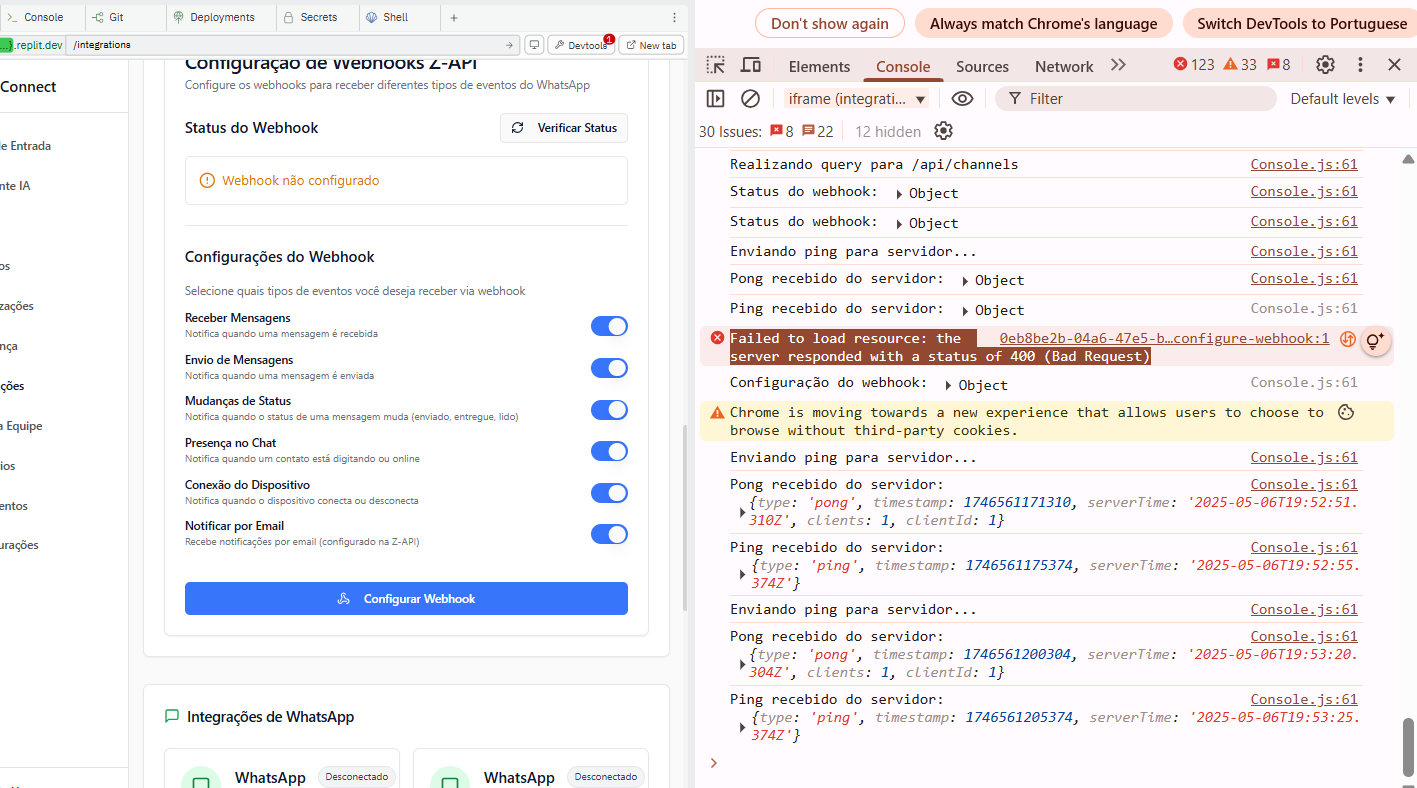 Console
Git
Deployments
Secrets
Shell
...}.replit.dev
/integrations
Devtools
1
New tab
Connect
de Entrada
nte IA
os
zações
nça
ções
a Equipe
ios
entos
urações
Configuração de Webhooks Z-API
Configure os webhooks para receber diferentes tipos de eventos do WhatsApp
Status do Webhook
Verificar Status
Webhook não configurado
Configurações do Webhook
Selecione quais tipos de eventos você deseja receber via webhook
Receber Mensagens
Notifica quando uma mensagem é recebida
Envio de Mensagens
Notifica quando uma mensagem é enviada
Mudanças de Status
Notifica quando o status de uma mensagem muda (enviado, entregue, lido)
Presença no Chat
Notifica quando um contato está digitando ou online
Conexão do Dispositivo
Notifica quando o dispositivo conecta ou desconecta
Notificar por Email
Recebe notificações por email (configurado na Z-API)
Configurar Webhook
Integrações de WhatsApp
WhatsApp
Desconectado
WhatsApp
Desconectado
Don't show again
Always match Chrome's language
Switch DevTools to Portuguese
Elements
Console
Sources
Network
123
33
8
iframe (integrati...
Filter
Default levels
30 Issues:
8
22
12 hidden
Realizando query para /api/channels Console.js:61
Status do webhook: Object Console.js:61
Status do webhook: Object Console.js:61
Enviando ping para servidor... Console.js:61
Pong recebido do servidor: Object Console.js:61
Ping recebido do servidor: Object Console.js:61
Failed to load resource: the 0eb8be2b-04a6-47e5-b…configure-webhook:1
server responded with a status of 400 (Bad Request)
Configuração do webhook: Object Console.js:61
Chrome is moving towards a new experience that allows users to choose to
browse without third-party cookies.
Enviando ping para servidor... Console.js:61
Pong recebido do servidor: Console.js:61
{type: 'pong', timestamp: 1746561171310, serverTime: '2025-05-06T19:52:51.
310Z', clients: 1, clientId: 1}
Ping recebido do servidor: Console.js:61
{type: 'ping', timestamp: 1746561175374, serverTime: '2025-05-06T19:52:55.
374Z'}
Enviando ping para servidor... Console.js:61
Pong recebido do servidor: Console.js:61
{type: 'pong', timestamp: 1746561200304, serverTime: '2025-05-06T19:53:20.
304Z', clients: 1, clientId: 1}
Ping recebido do servidor: Console.js:61
{type: 'ping', timestamp: 1746561205374, serverTime: '2025-05-06T19:53:25.
374Z'}